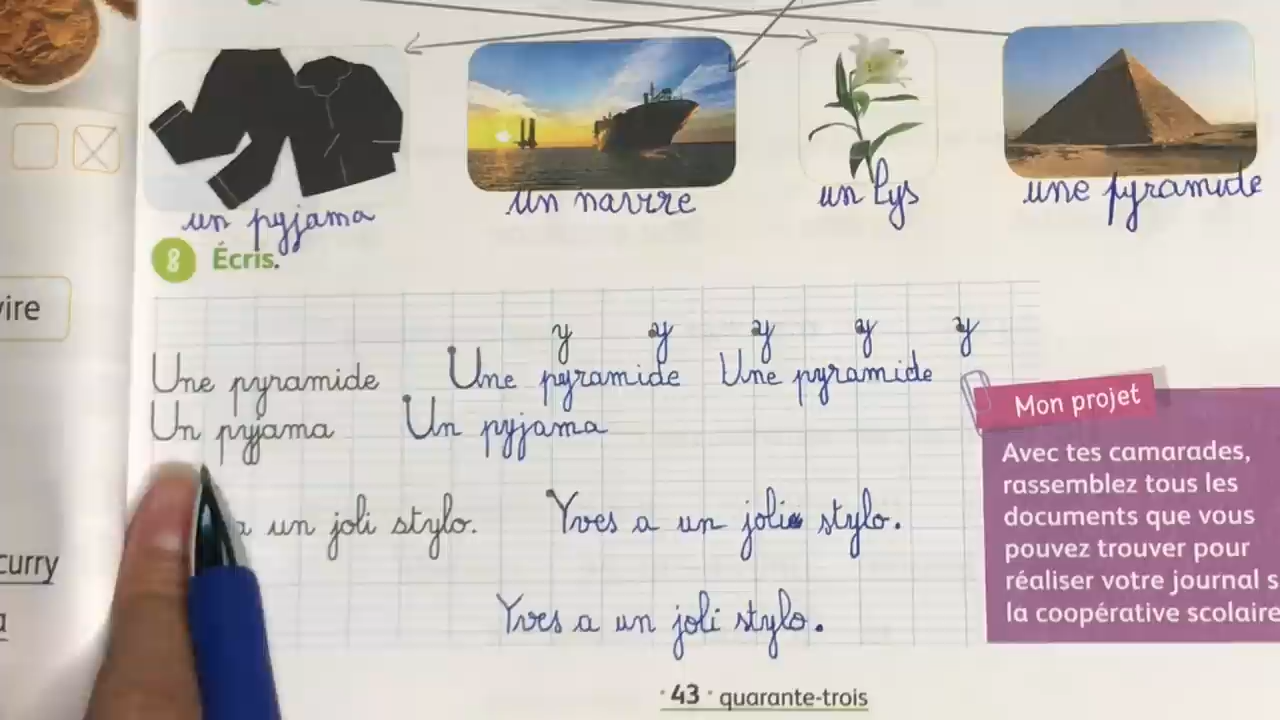 un pyjama un navire un lys une pyramide
8 Écris.
vire
y y y y y
Une pyramide Une pyramide Une pyramide
Un pyjama Un pyjama
a un joli stylo. Yves a un joli stylo.
Yves a un joli stylo.
curry
a
Mon projet
Avec tes camarades,
rassemblez tous les
documents que vous
pouvez trouver pour
réaliser votre journal s
la coopérative scolaire
43 quarante-trois